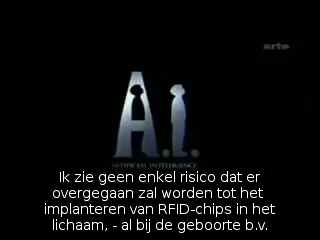 arte
A.I.
ARTIFICIAL INTELLIGENCE
Ik zie geen enkel risico dat er
overgegaan zal worden tot het
implanteren van RFID-chips in het
lichaam, - al bij de geboorte b.v.